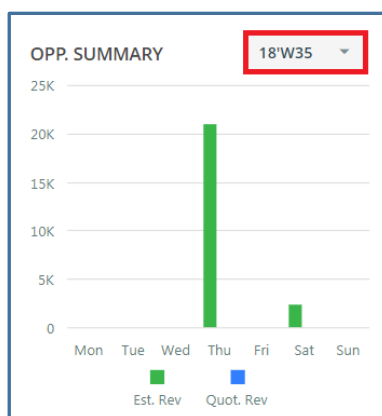 OPP. SUMMARY 18'W35
25K
20K
15K
10K
5K
0
Mon Tue Wed Thu Fri Sat Sun
Est. Rev Quot. Rev